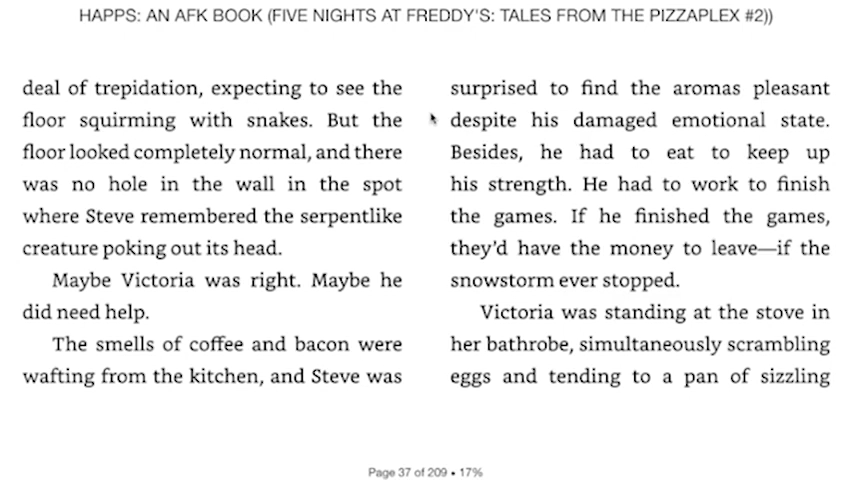 HAPPS: AN AFK BOOK (FIVE NIGHTS AT FREDDY'S: TALES FROM THE PIZZAPLEX #2))
deal of trepidation, expecting to see the
floor squirming with snakes. But the
floor looked completely normal, and there
was no hole in the wall in the spot
where Steve remembered the serpentlike
creature poking out its head.
Maybe Victoria was right. Maybe he
did need help.
The smells of coffee and bacon were
wafting from the kitchen, and Steve was
surprised to find the aromas pleasant
despite his damaged emotional state.
Besides, he had to eat to keep up
his strength. He had to work to finish
the games. If he finished the games,
they’d have the money to leave—if the
snowstorm ever stopped.
Victoria was standing at the stove in
her bathrobe, simultaneously scrambling
eggs and tending to a pan of sizzling
Page 37 of 209 • 17%